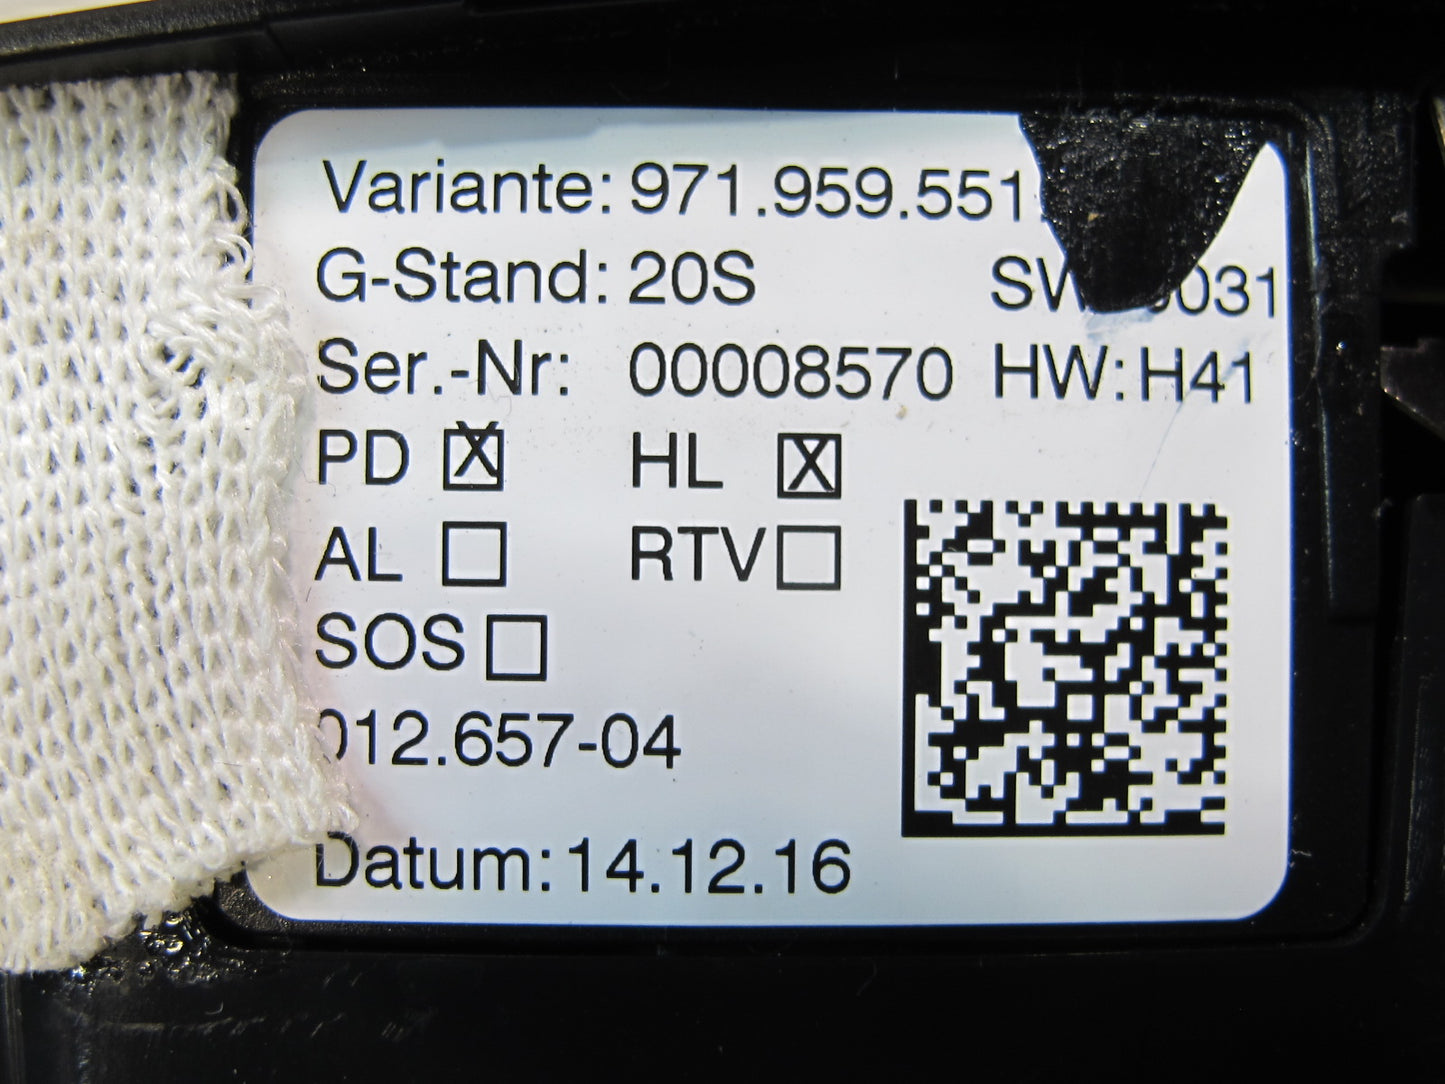 Variante: 971.959.551
G-Stand: 20S
Ser.-Nr: 00008570 HW: H41
PD X HL X
AL RTV
SOS
012.657-04
Datum: 14.12.16